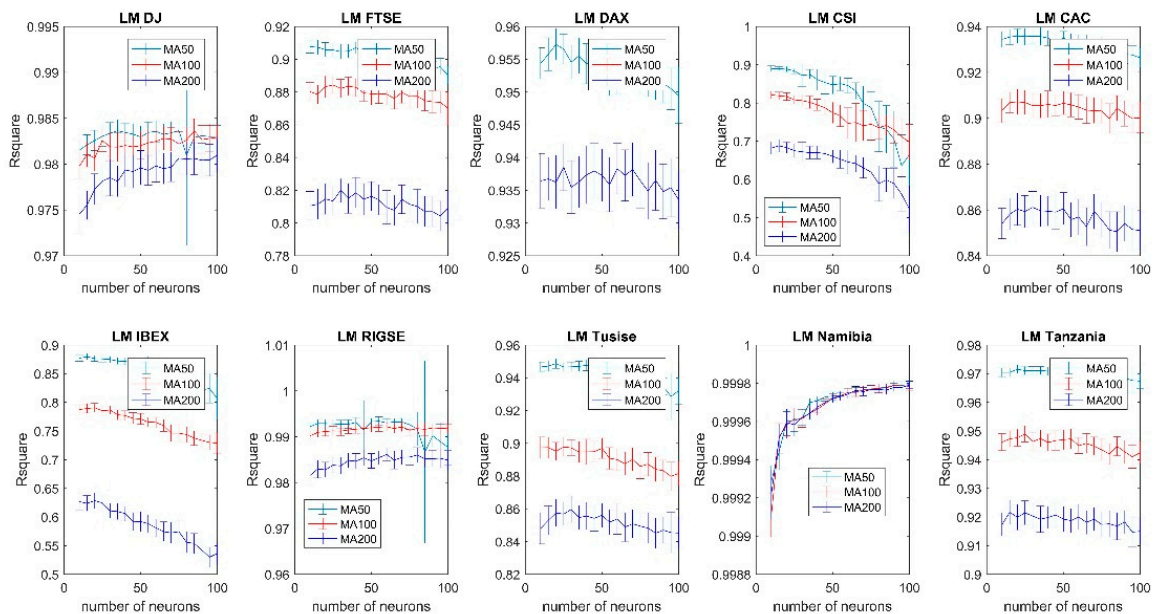 LM DJ
0.995
0.99
0.985
0.98
0.975
0.97
Rsquare
MA50
MA100
MA200
0 50 100
number of neurons
LM FTSE
0.92
0.9
0.88
0.86
0.84
0.82
0.8
0.78
Rsquare
MA50
MA100
MA200
0 50 100
number of neurons
LM DAX
0.96
0.955
0.95
0.945
0.94
0.935
0.93
0.925
Rsquare
MA50
MA100
MA200
0 50 100
number of neurons
LM CSI
1
0.9
0.8
0.7
0.6
0.5
0.4
Rsquare
MA50
MA100
MA200
0 50 100
number of neurons
LM CAC
0.94
0.92
0.9
0.88
0.86
0.84
Rsquare
MA50
MA100
MA200
0 50 100
number of neurons
LM IBEX
0.9
0.85
0.8
0.75
0.7
0.65
0.6
0.55
0.5
Rsquare
MA50
MA100
MA200
0 50 100
number of neurons
LM RIGSE
1.01
1
0.99
0.98
0.97
0.96
Rsquare
MA50
MA100
MA200
0 50 100
number of neurons
LM Tusise
0.96
0.94
0.92
0.9
0.88
0.86
0.84
0.82
Rsquare
MA50
MA100
MA200
0 50 100
number of neurons
LM Namibia
1
0.9998
0.9996
0.9994
0.9992
0.999
0.9988
Rsquare
MA50
MA100
MA200
0 50 100
number of neurons
LM Tanzania
0.98
0.97
0.96
0.95
0.94
0.93
0.92
0.91
0.9
Rsquare
MA50
MA100
MA200
0 50 100
number of neurons